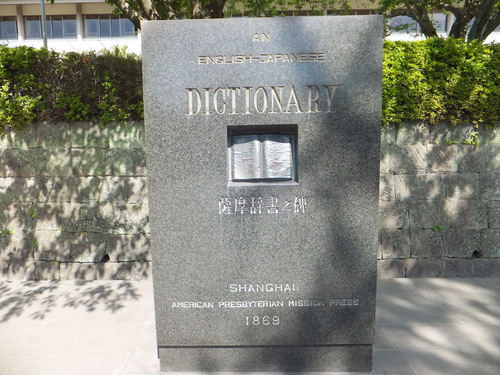 AN
ENGLISH-JAPANESE
DICTIONARY
薩摩辞書之碑
SHANGHAI
AMERICAN PRESBYTERIAN MISSION PRESS
1869